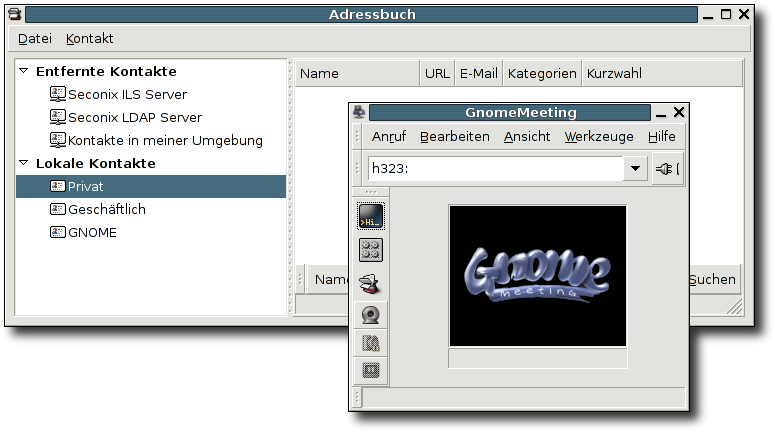 Adressbuch
Datei Kontakt
Entfernte Kontakte
Seconix ILS Server
Seconix LDAP Server
Kontakte in meiner Umgebung
Lokale Kontakte
Privat
Geschäftlich
GNOME
Name URL E-Mail Kategorien Kurzwahl
Name
Suchen
GnomeMeeting
Anruf Bearbeiten Ansicht Werkzeuge Hilfe
h323:
>Hi_
Gnome
meeting